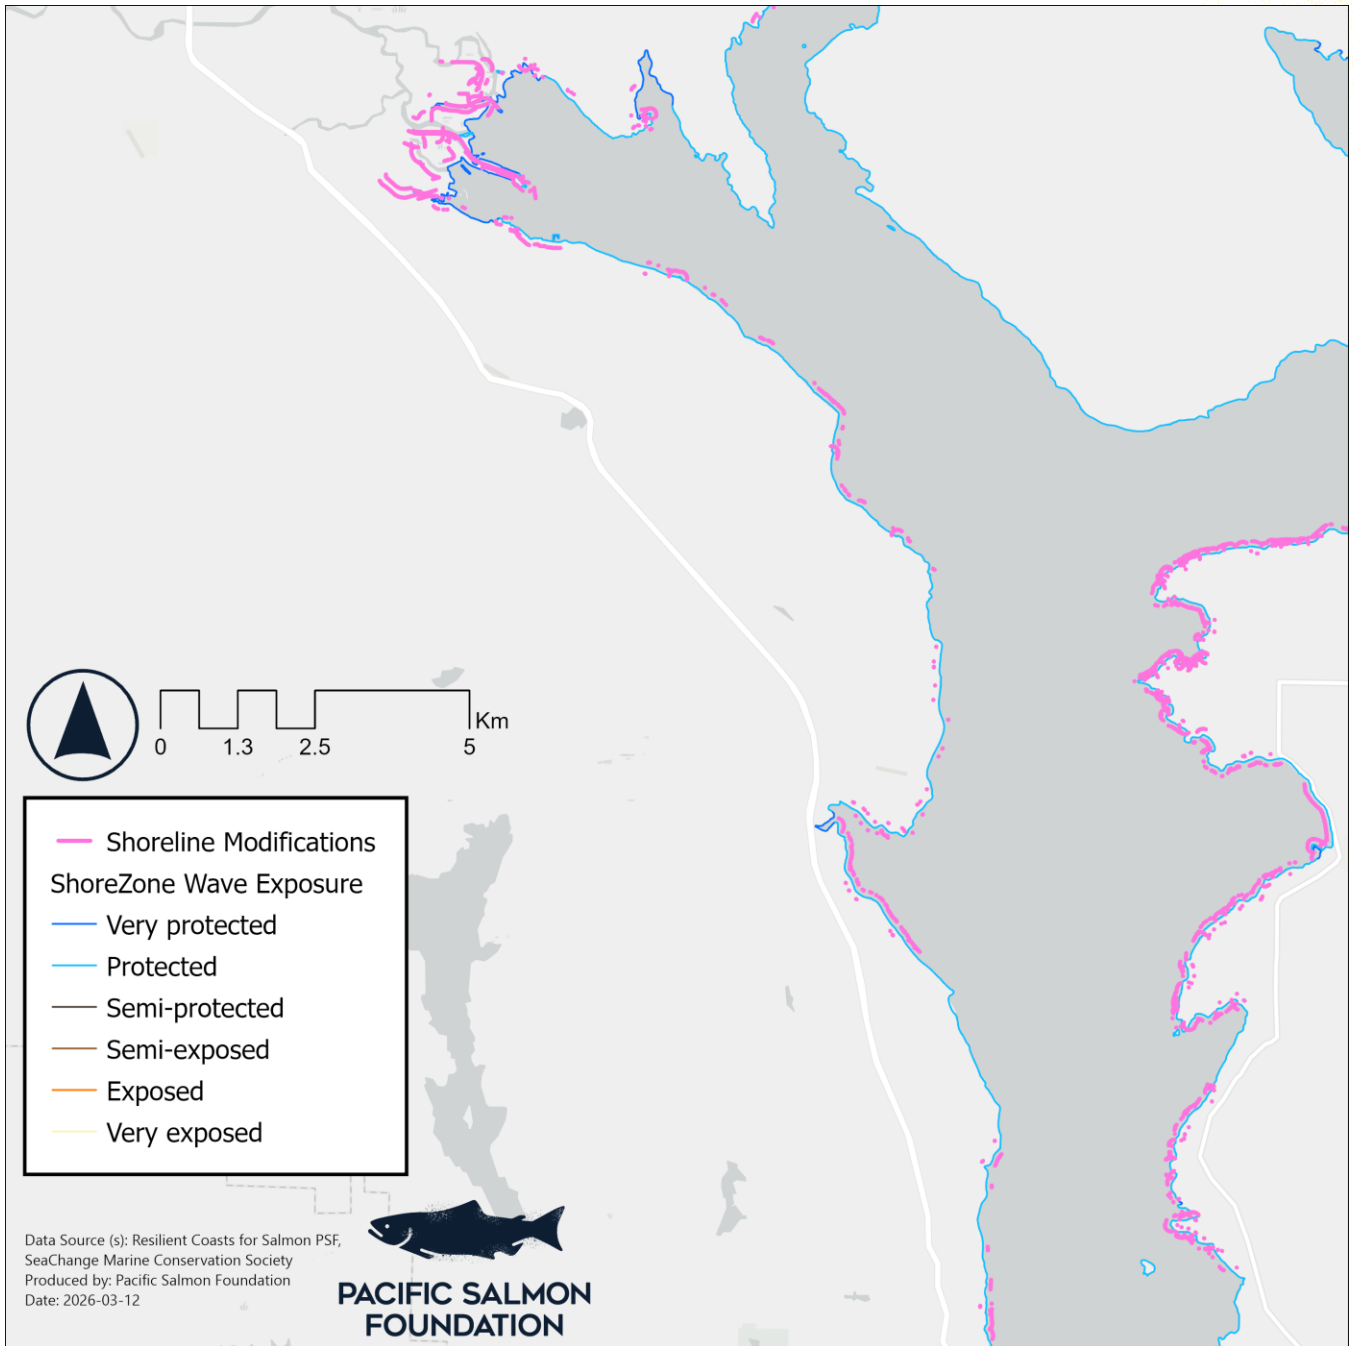 Km
0 1.3 2.5 5
Shoreline Modifications
ShoreZone Wave Exposure
Very protected
Protected
Semi-protected
Semi-exposed
Exposed
Very exposed
Data Source (s): Resilient Coasts for Salmon PSF,
SeaChange Marine Conservation Society
Produced by: Pacific Salmon Foundation
Date: 2026-03-12
PACIFIC SALMON
FOUNDATION